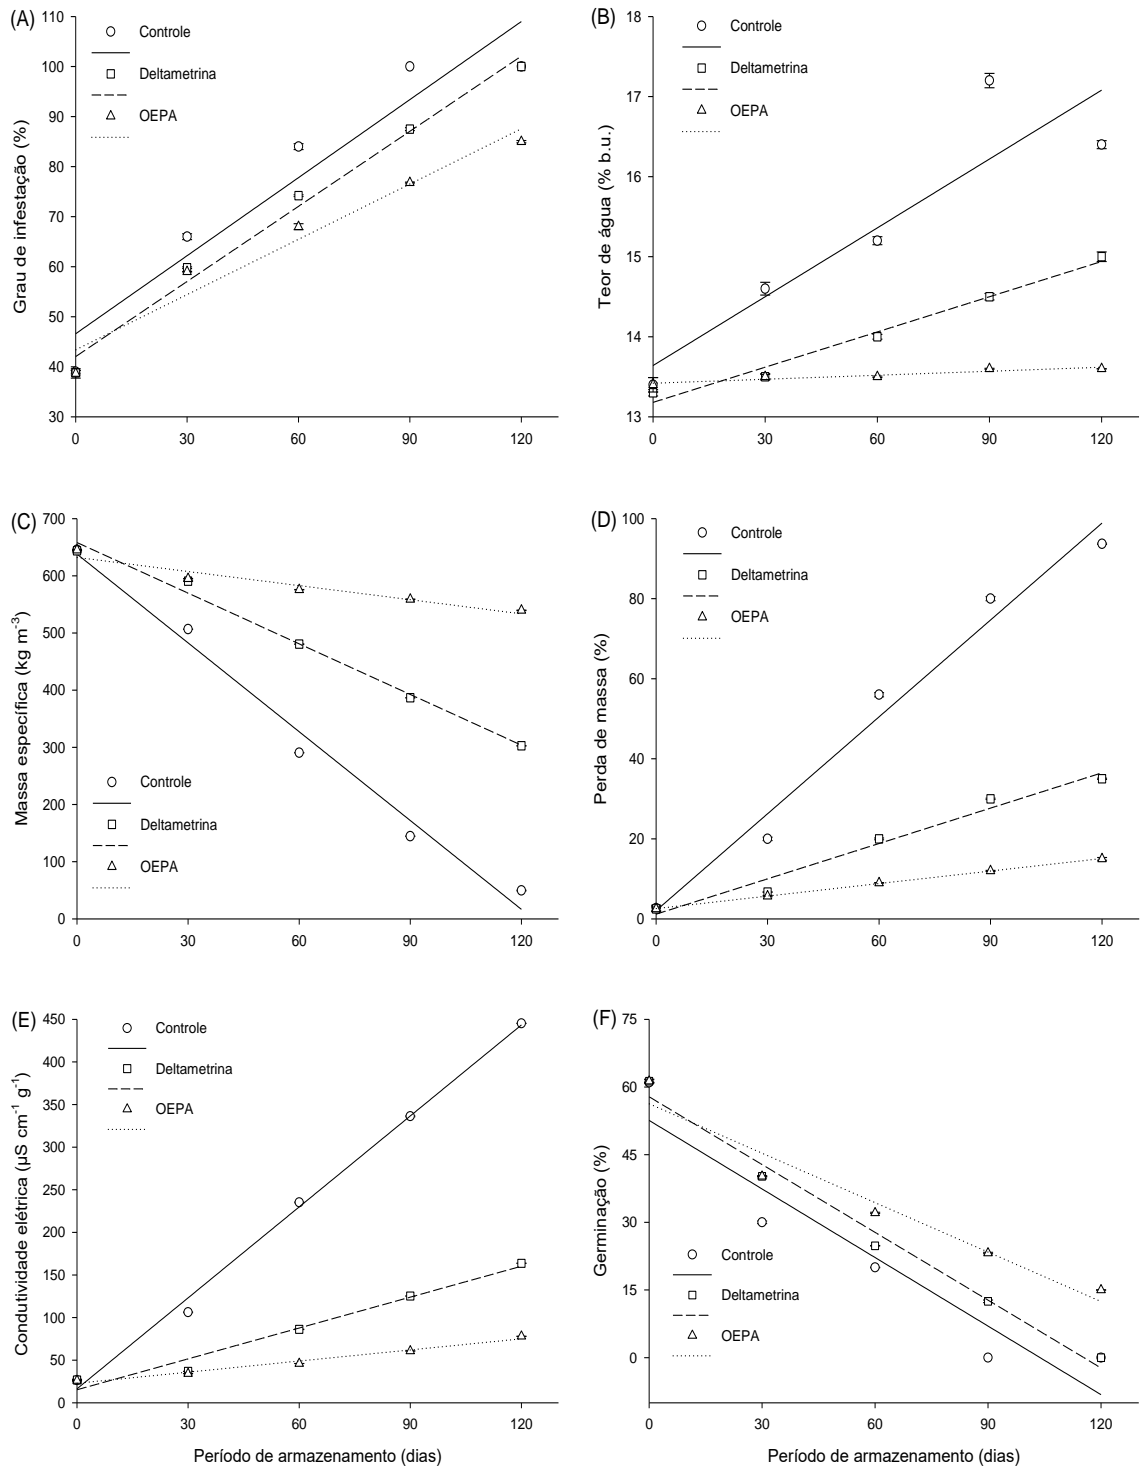 (A)
Grau de infestação (%)
110
100
90
80
70
60
50
40
30
0 30 60 90 120
Controle
Deltametrina
OEPA
(B)
Teor de água (% b.u.)
18
17
16
15
14
13
0 30 60 90 120
Controle
Deltametrina
OEPA
(C)
Massa específica (kg m⁻³)
700
600
500
400
300
200
100
0
0 30 60 90 120
Controle
Deltametrina
OEPA
(D)
Perda de massa (%)
100
80
60
40
20
0
0 30 60 90 120
Controle
Deltametrina
OEPA
(E)
Condutividade elétrica (µS cm⁻¹ g⁻¹)
450
400
350
300
250
200
150
100
50
0
0 30 60 90 120
Controle
Deltametrina
OEPA
Período de armazenamento (dias)
(F)
Germinação (%)
75
60
45
30
15
0
0 30 60 90 120
Controle
Deltametrina
OEPA
Período de armazenamento (dias)